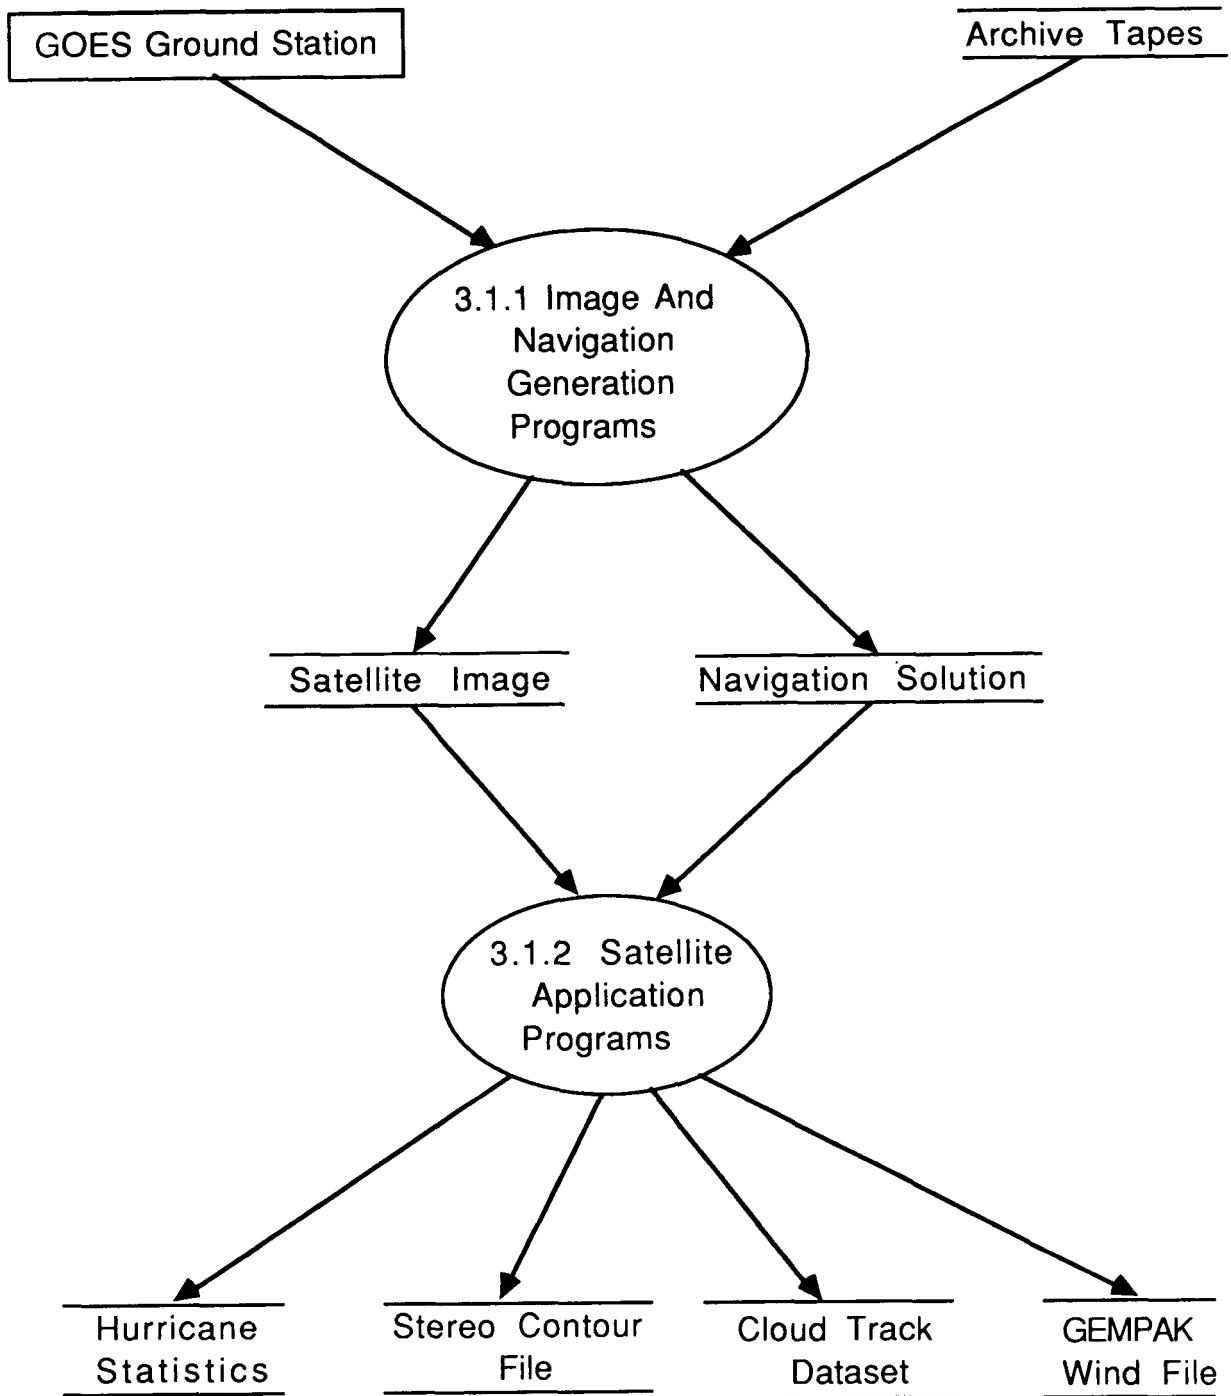 GOES Ground Station
Archive Tapes
3.1.1 Image And
Navigation
Generation
Programs
Satellite Image
Navigation Solution
3.1.2 Satellite
Application
Programs
Hurricane
Statistics
Stereo Contour
File
Cloud Track
Dataset
GEMPAK
Wind File